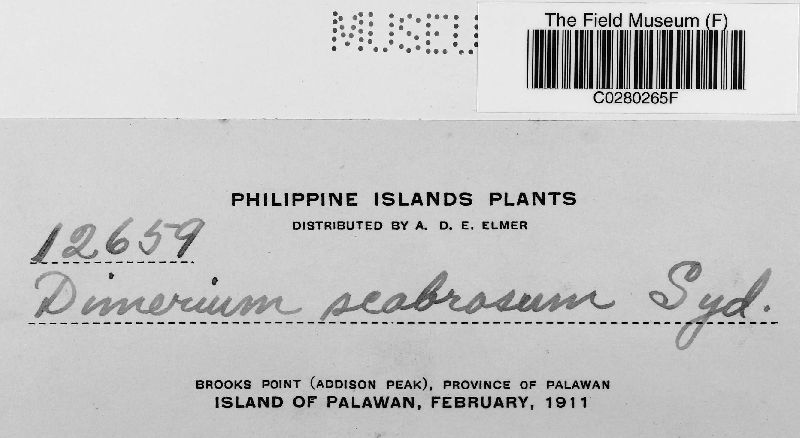 MUSEU
The Field Museum (F)
C0280265F
PHILIPPINE ISLANDS PLANTS
DISTRIBUTED BY A. D. E. ELMER
12659
Dimerium scabrosum Syd.
BROOKS POINT (ADDISON PEAK), PROVINCE OF PALAWAN
ISLAND OF PALAWAN, FEBRUARY, 1911